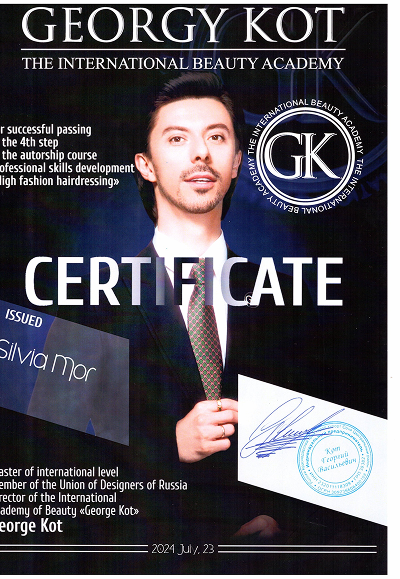 GEORGY KOT
THE INTERNATIONAL BEAUTY ACADEMY
r successful passing
the 4th step
the autorship course
ofessional skills development
igh fashion hairdressing»
THE INTERNATIONAL BEAUTY ACADEMY THE INTERNATIONAL BEAUTY ACADEMY
GK
CERTIFICATE
ISSUED
Silvia Mor
Кот
Георгий
Васильевич
aster of international level
ember of the Union of Designers of Russia
rector of the International
cademy of Beauty «George Kot»
eorge Kot
2024 July, 23